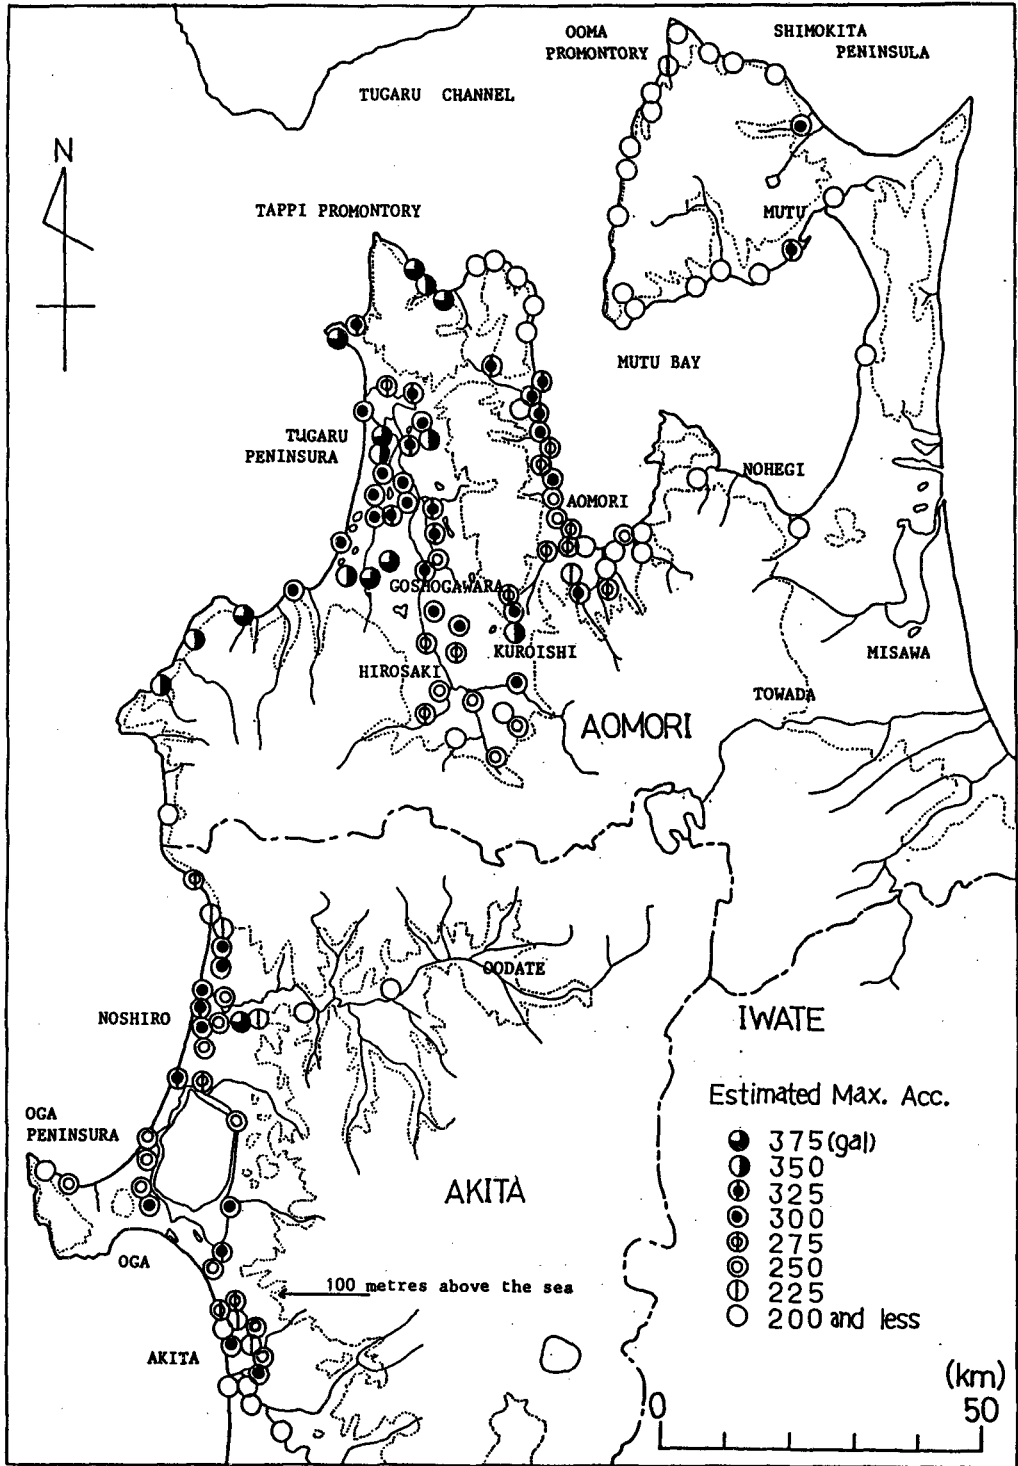 OOMA
PROMONTORY
SHIMOKITA
PENINSULA
TUGARU CHANNEL
N
TAPPI PROMONTORY
MUTU
MUTU BAY
TUGARU
PENINSURA
NOHEGI
AOMORI
GOSHOGAWARA
KUROISHI
HIROSAKI
MISAWA
TOWADA
AOMORI
OODATE
NOSHIRO
IWATE
OGA
PENINSURA
Estimated Max. Acc.
375(gal)
350
325
300
275
250
225
200 and less
AKITA
OGA
100 metres above the sea
AKITA
(km)
0 50